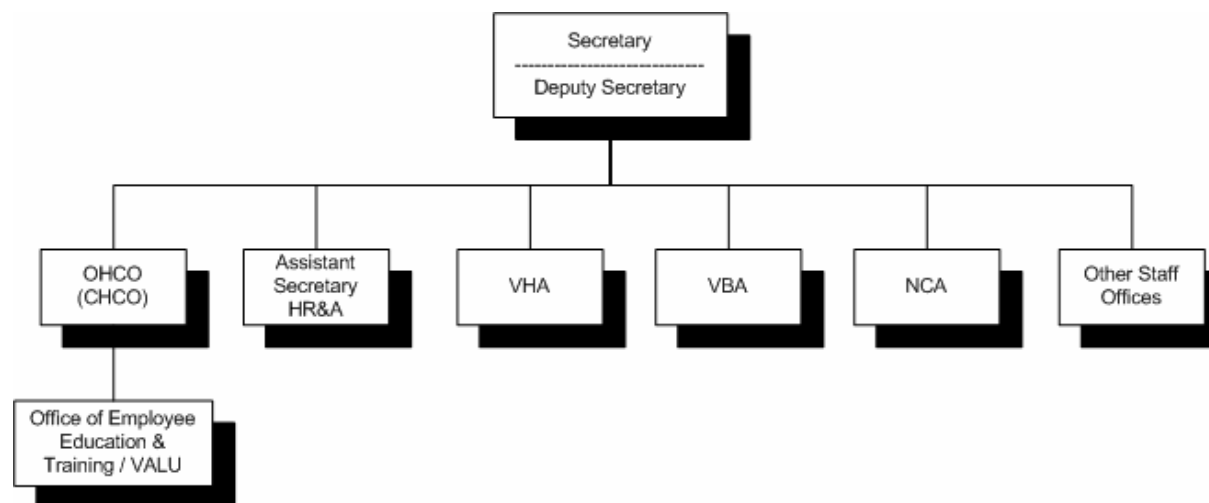 Secretary
Deputy Secretary
OHCO
(CHCO)
Assistant
Secretary
HR&A
VHA
VBA
NCA
Other Staff
Offices
Office of Employee
Education &
Training / VALU